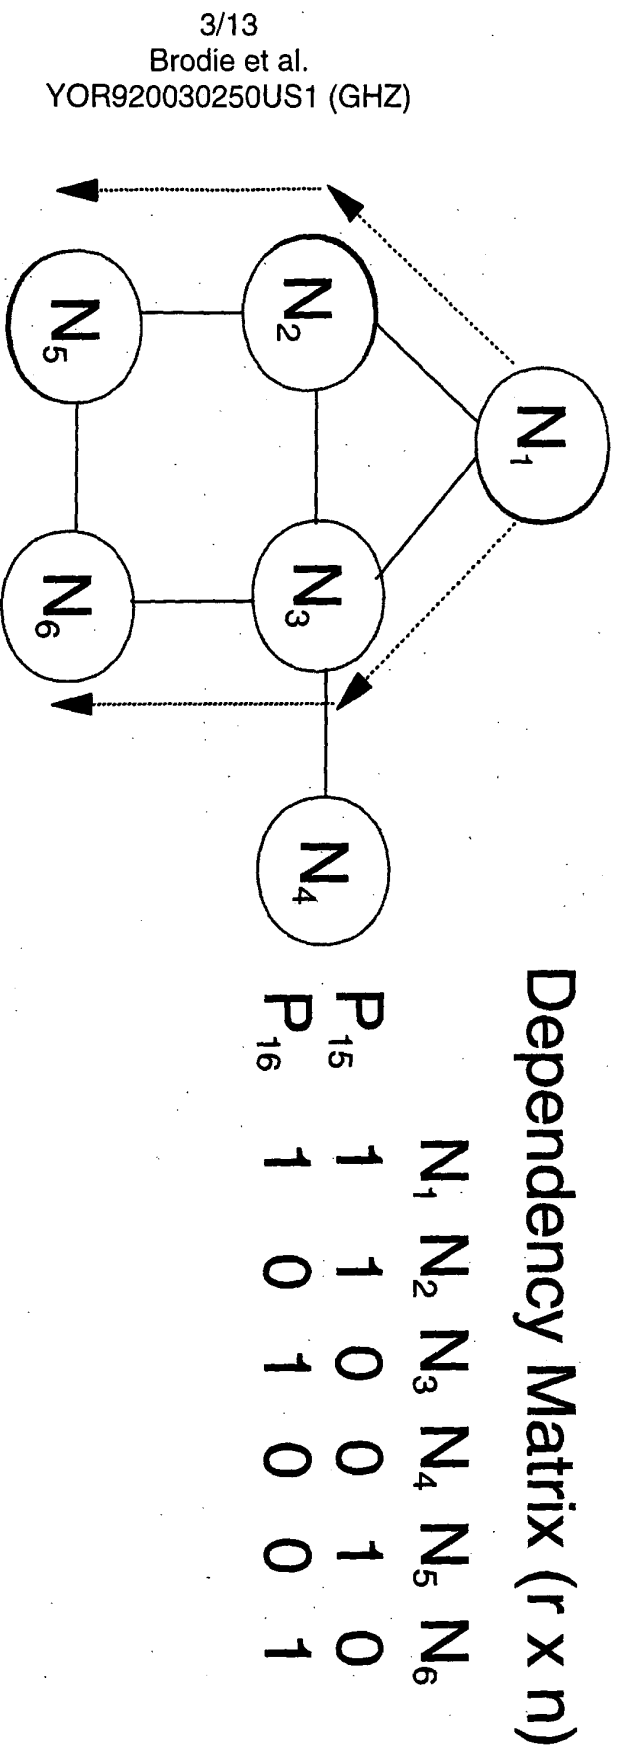 3/13
Brodie et al.
YOR920030250US1 (GHZ)
N1
N2
N3
N4
N5
N6
Dependency Matrix (r x n)
N1 N2 N3 N4 N5 N6
P15 1 1 0 0 1 0
P16 1 0 1 0 0 1